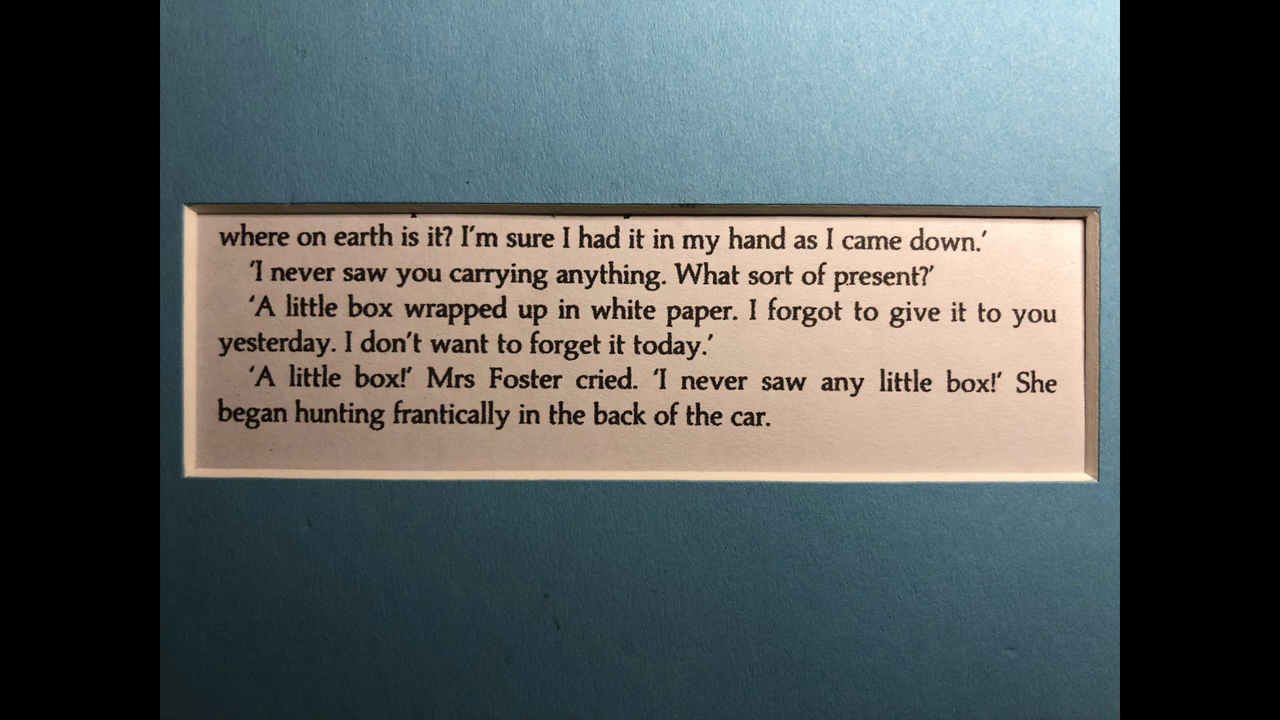 where on earth is it? I'm sure I had it in my hand as I came down.'
'I never saw you carrying anything. What sort of present?'
'A little box wrapped up in white paper. I forgot to give it to you
yesterday. I don't want to forget it today.'
'A little box!' Mrs Foster cried. 'I never saw any little box!' She
began hunting frantically in the back of the car.